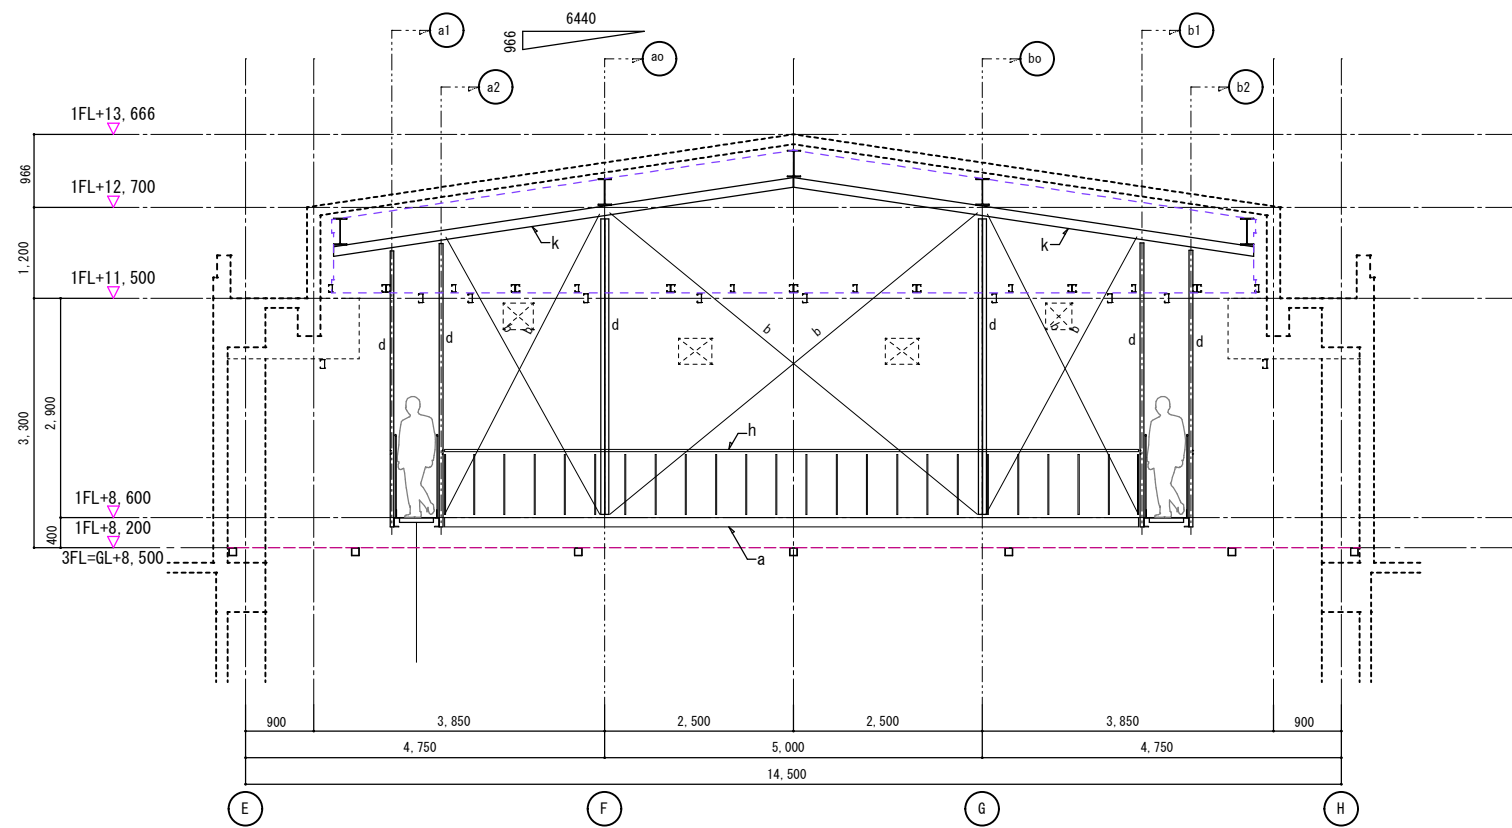 6440
966
a1
b1
ao
bo
a2
b2
1FL+13,666
966
1FL+12,700
1,200
1FL+11,500
k
k
d
d
d
d
d
d
b
b
b
b
b
b
3,300
2,900
h
1FL+8,600
1FL+8,200
400
3FL=GL+8,500
a
900
3,850
2,500
2,500
3,850
900
4,750
5,000
4,750
14,500
E
F
G
H